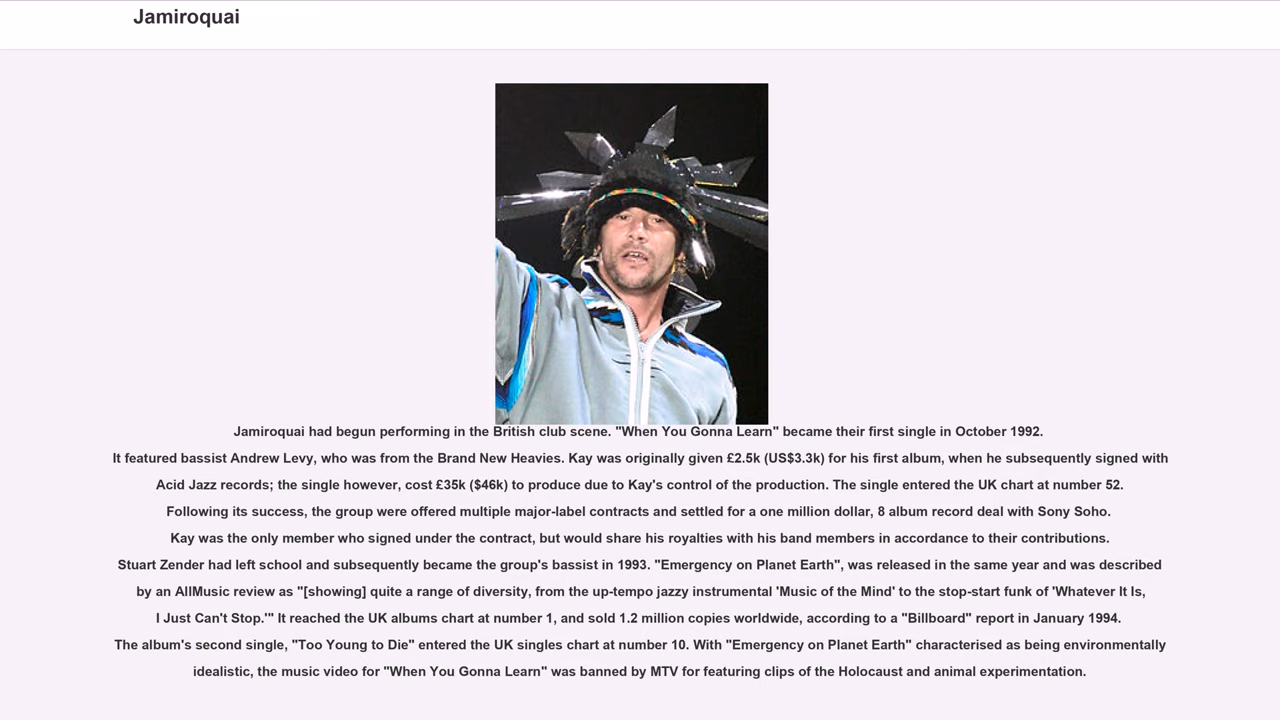 Jamiroquai
Jamiroquai had begun performing in the British club scene. "When You Gonna Learn" became their first single in October 1992.
It featured bassist Andrew Levy, who was from the Brand New Heavies. Kay was originally given £2.5k (US$3.3k) for his first album, when he subsequently signed with
Acid Jazz records; the single however, cost £35k ($46k) to produce due to Kay's control of the production. The single entered the UK chart at number 52.
Following its success, the group were offered multiple major-label contracts and settled for a one million dollar, 8 album record deal with Sony Soho.
Kay was the only member who signed under the contract, but would share his royalties with his band members in accordance to their contributions.
Stuart Zender had left school and subsequently became the group's bassist in 1993. "Emergency on Planet Earth", was released in the same year and was described
by an AllMusic review as "[showing] quite a range of diversity, from the up-tempo jazzy instrumental 'Music of the Mind' to the stop-start funk of 'Whatever It Is,
I Just Can't Stop.'" It reached the UK albums chart at number 1, and sold 1.2 million copies worldwide, according to a "Billboard" report in January 1994.
The album's second single, "Too Young to Die" entered the UK singles chart at number 10. With "Emergency on Planet Earth" characterised as being environmentally
idealistic, the music video for "When You Gonna Learn" was banned by MTV for featuring clips of the Holocaust and animal experimentation.